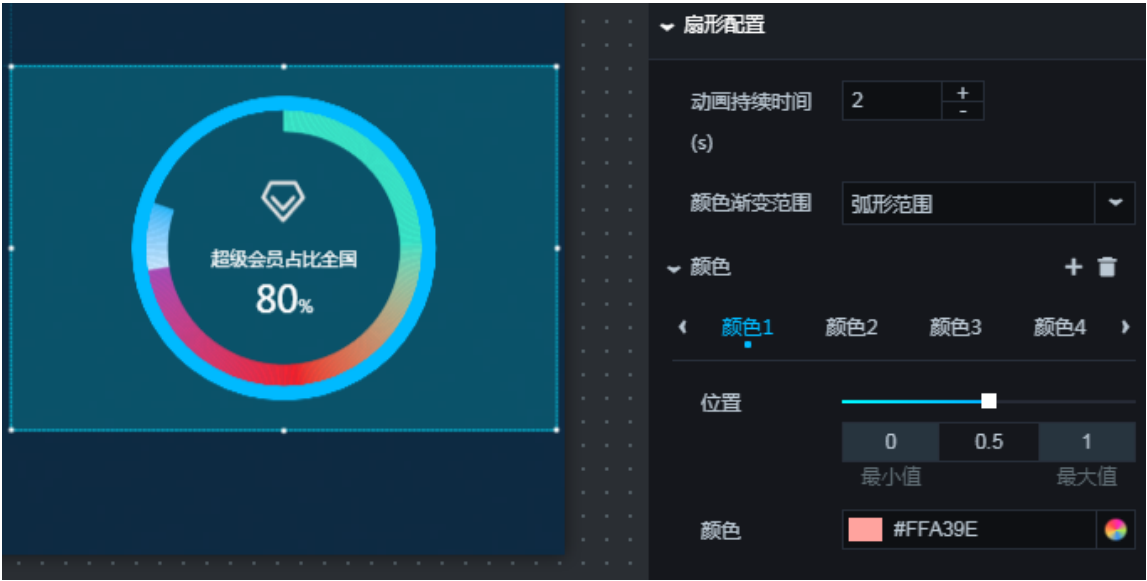 超级会员占比全国
80%
扇形配置
动画持续时间 2 + -
(s)
颜色渐变范围 弧形范围
颜色 +
颜色1 颜色2 颜色3 颜色4
位置
0 0.5 1
最小值 最大值
颜色 #FFA39E